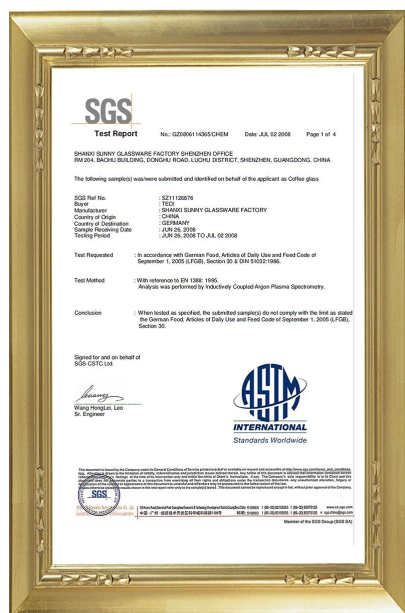 SGS
Test Report No.: GZ0806114365/CHEM Date: JUL 02 2008 Page 1 of 4
SHANXI SUNNY GLASSWARE FACTORY SHENZHEN OFFICE
RM 204, BAOHU BUILDING, DONGHU ROAD, LUOHU DISTRICT, SHENZHEN, GUANGDONG, CHINA
The following sample(s) was/were submitted and identified on behalf of the applicant as Coffee glass
SGS Ref No. : SZ11126876
Buyer : TEDI
Manufacturer : SHANXI SUNNY GLASSWARE FACTORY
Country of Origin : CHINA
Country of Destination : GERMANY
Sample Receiving Date : JUN 26, 2008
Testing Period : JUN 26, 2008 TO JUL 02 2008
Test Requested : In accordance with German Food, Articles of Daily Use and Feed Code of
September 1, 2005 (LFGB), Section 30 & DIN 51032:1986.
Test Method : With reference to EN 1388: 1995.
Analysis was performed by Inductively Coupled Argon Plasma Spectrometry.
Conclusion : When tested as specified, the submitted sample(s) do not comply with the limit as stated
the German Food, Articles of Daily Use and Feed Code of September 1, 2005 (LFGB),
Section 30.
Signed for and on behalf of
SGS-CSTC Ltd.
Wang HongLei, Leo
Sr. Engineer
ASTM
INTERNATIONAL
Standards Worldwide
SGS
www.cn.sgs.com
Member of the SGS Group (SGS SA)